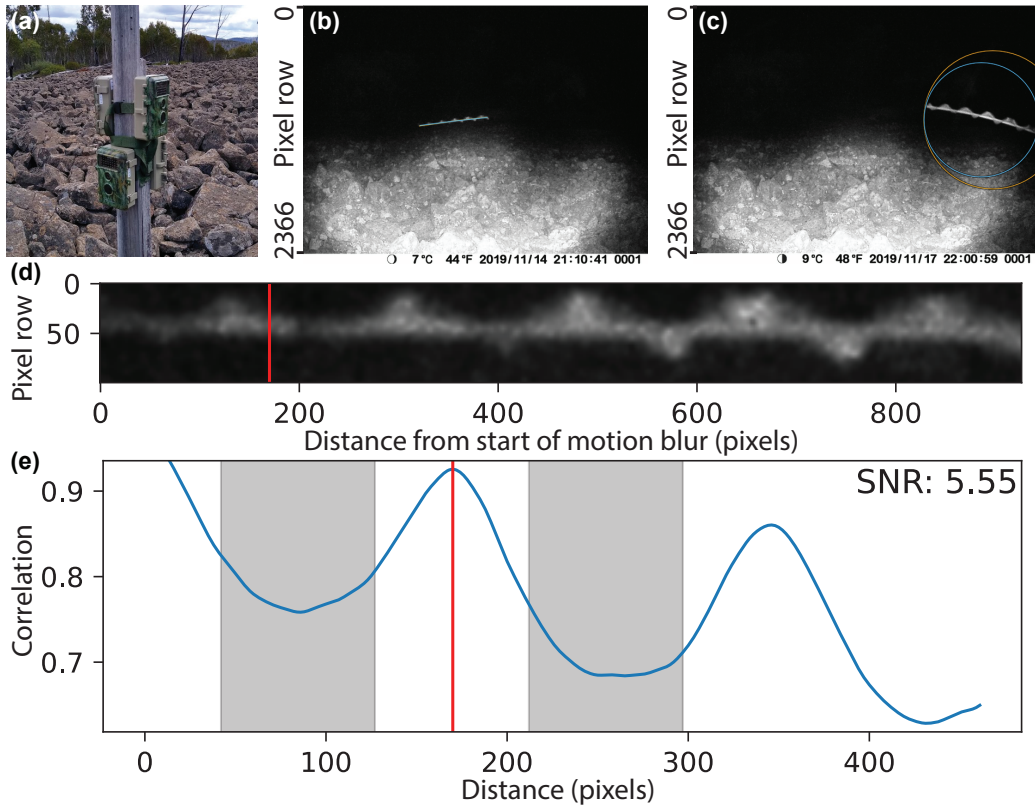 (a)
(b)
(c)
0
Pixel row
2366
7°C 44°F 2019/11/14 21:10:41 0001
0
Pixel row
2366
9°C 48°F 2019/11/17 22:00:59 0001
(d)
0
50
Pixel row
0 200 400 600 800
Distance from start of motion blur (pixels)
(e)
SNR: 5.55
0.9
0.8
0.7
Correlation
0 100 200 300 400
Distance (pixels)